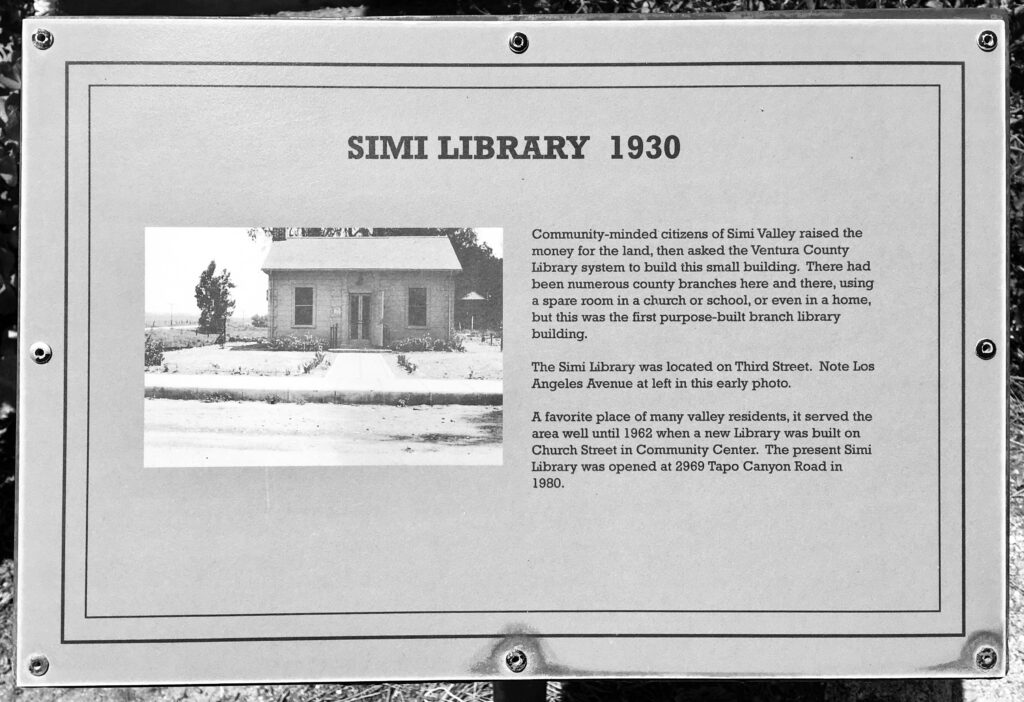 SIMI LIBRARY 1930
Community-minded citizens of Simi Valley raised the
money for the land, then asked the Ventura County
Library system to build this small building. There had
been numerous county branches here and there, using
a spare room in a church or school, or even in a home,
but this was the first purpose-built branch library
building.
The Simi Library was located on Third Street. Note Los
Angeles Avenue at left in this early photo.
A favorite place of many valley residents, it served the
area well until 1962 when a new Library was built on
Church Street in Community Center. The present Simi
Library was opened at 2969 Tapo Canyon Road in
1980.